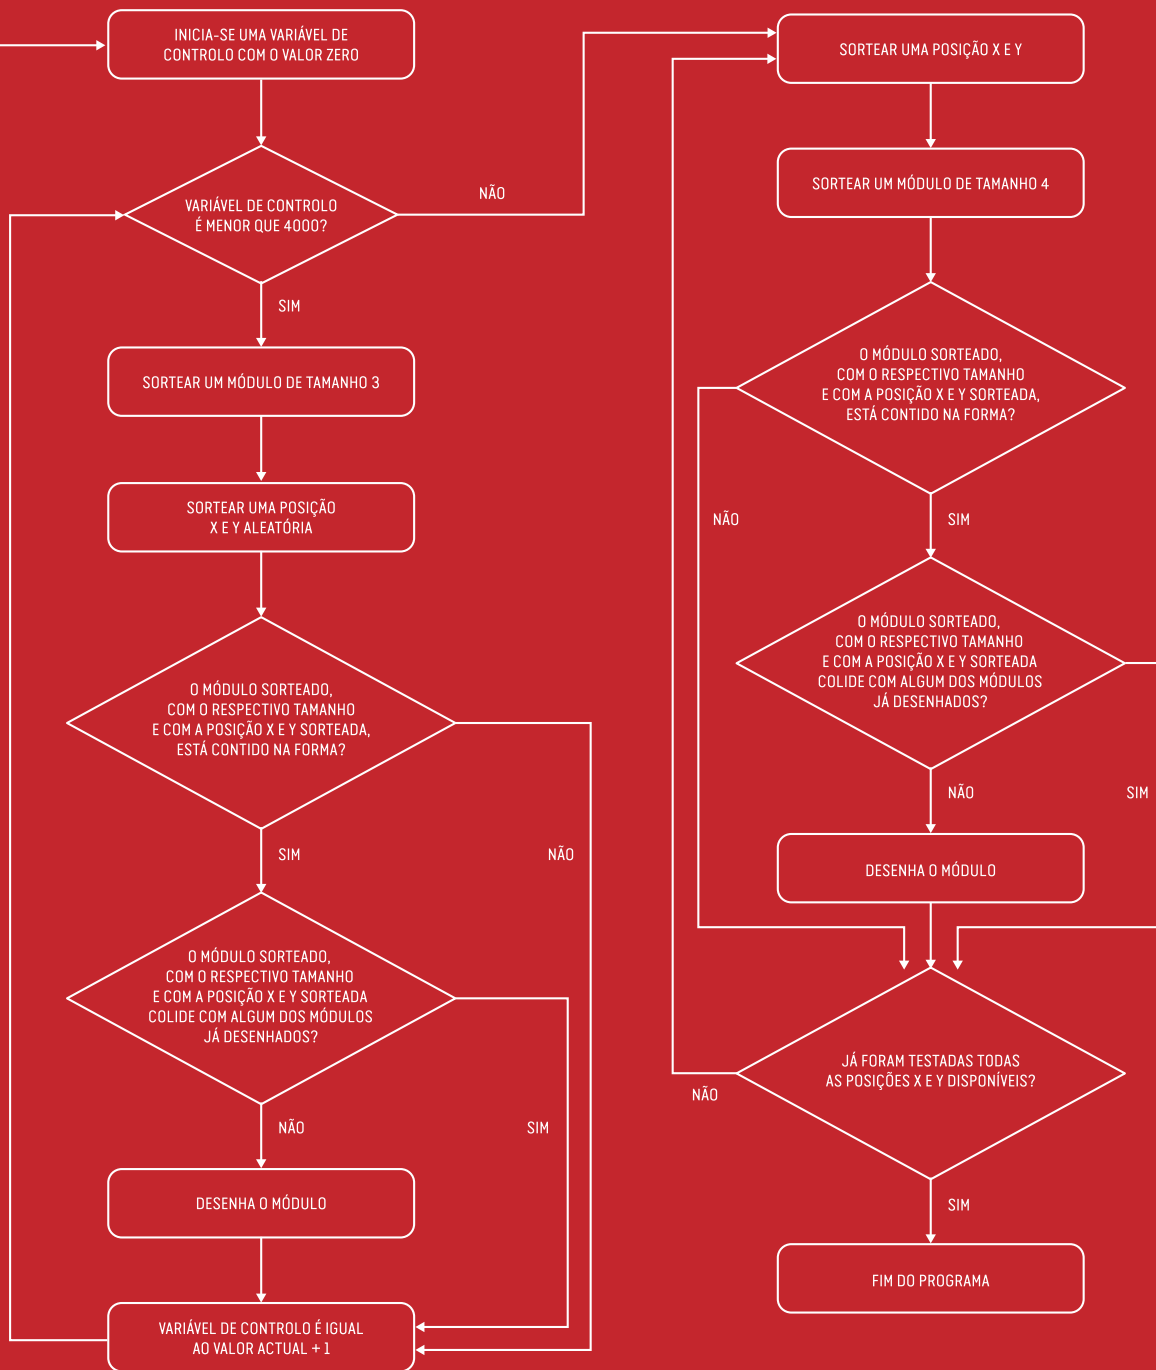 INICIA-SE UMA VARIÁVEL DE
CONTROLO COM O VALOR ZERO
VARIÁVEL DE CONTROLO
É MENOR QUE 4000?
NÃO
SIM
SORTEAR UM MÓDULO DE TAMANHO 3
SORTEAR UMA POSIÇÃO
X E Y ALEATÓRIA
O MÓDULO SORTEADO,
COM O RESPECTIVO TAMANHO
E COM A POSIÇÃO X E Y SORTEADA,
ESTÁ CONTIDO NA FORMA?
SIM
NÃO
O MÓDULO SORTEADO,
COM O RESPECTIVO TAMANHO
E COM A POSIÇÃO X E Y SORTEADA
COLIDE COM ALGUM DOS MÓDULOS
JÁ DESENHADOS?
NÃO
SIM
DESENHA O MÓDULO
VARIÁVEL DE CONTROLO É IGUAL
AO VALOR ACTUAL + 1
SORTEAR UMA POSIÇÃO X E Y
SORTEAR UM MÓDULO DE TAMANHO 4
O MÓDULO SORTEADO,
COM O RESPECTIVO TAMANHO
E COM A POSIÇÃO X E Y SORTEADA,
ESTÁ CONTIDO NA FORMA?
NÃO
SIM
O MÓDULO SORTEADO,
COM O RESPECTIVO TAMANHO
E COM A POSIÇÃO X E Y SORTEADA
COLIDE COM ALGUM DOS MÓDULOS
JÁ DESENHADOS?
NÃO
SIM
DESENHA O MÓDULO
JÁ FORAM TESTADAS TODAS
AS POSIÇÕES X E Y DISPONÍVEIS?
NÃO
SIM
FIM DO PROGRAMA